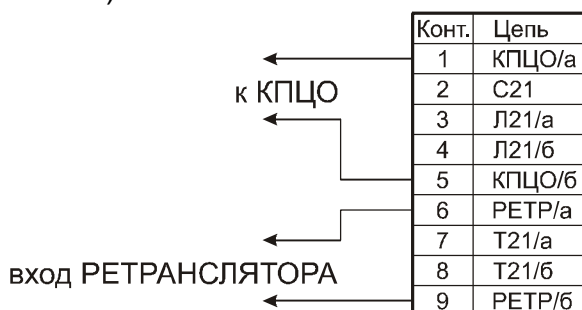 Конт. Цепь
1 КПЦО/а
к КПЦО
2 С21
3 Л21/а
4 Л21/б
5 КПЦО/б
6 РЕТР/а
7 Т21/а
вход РЕТРАНСЛЯТОРА
8 Т21/б
9 РЕТР/б